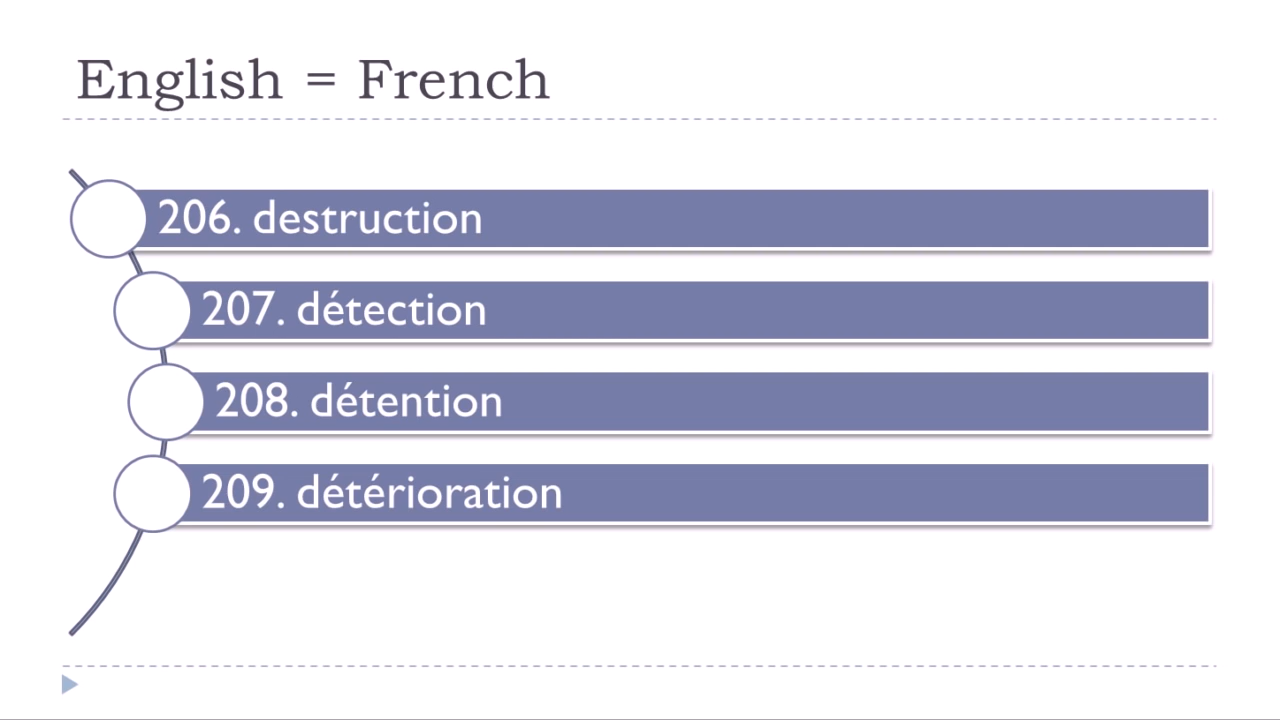 English = French
206. destruction
207. détection
208. détention
209. détérioration